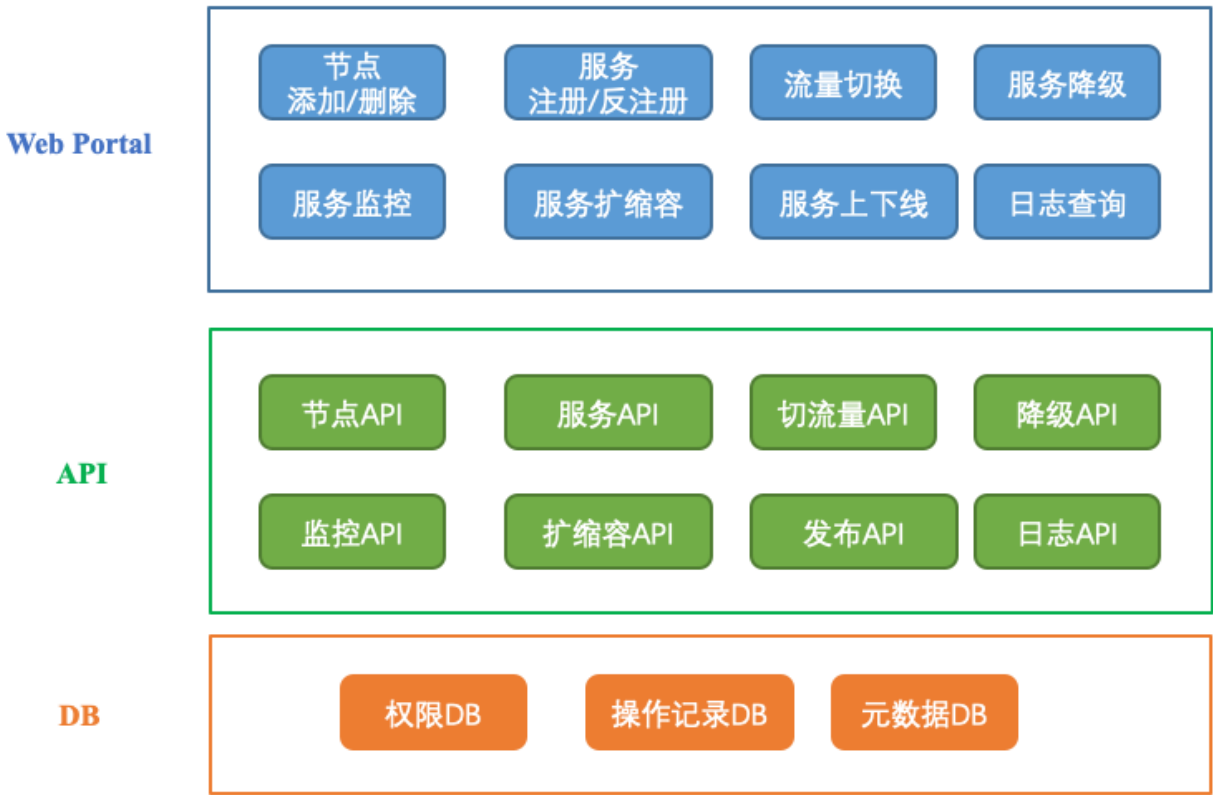 Web Portal
节点
添加/删除
服务
注册/反注册
流量切换
服务降级
服务监控
服务扩缩容
服务上下线
日志查询
API
节点API
服务API
切流量API
降级API
监控API
扩缩容API
发布API
日志API
DB
权限DB
操作记录DB
元数据DB